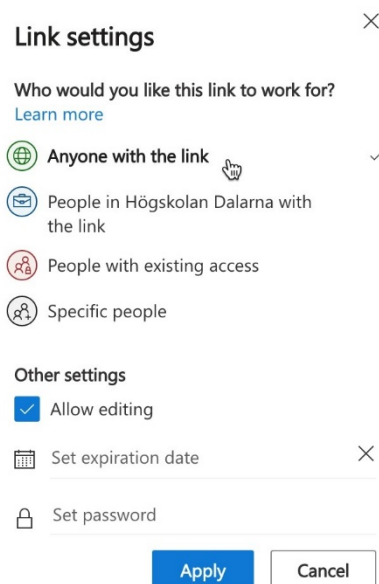 Link settings
Who would you like this link to work for?
Learn more
Anyone with the link
People in Högskolan Dalarna with
the link
People with existing access
Specific people
Other settings
Allow editing
Set expiration date
Set password
Apply
Cancel